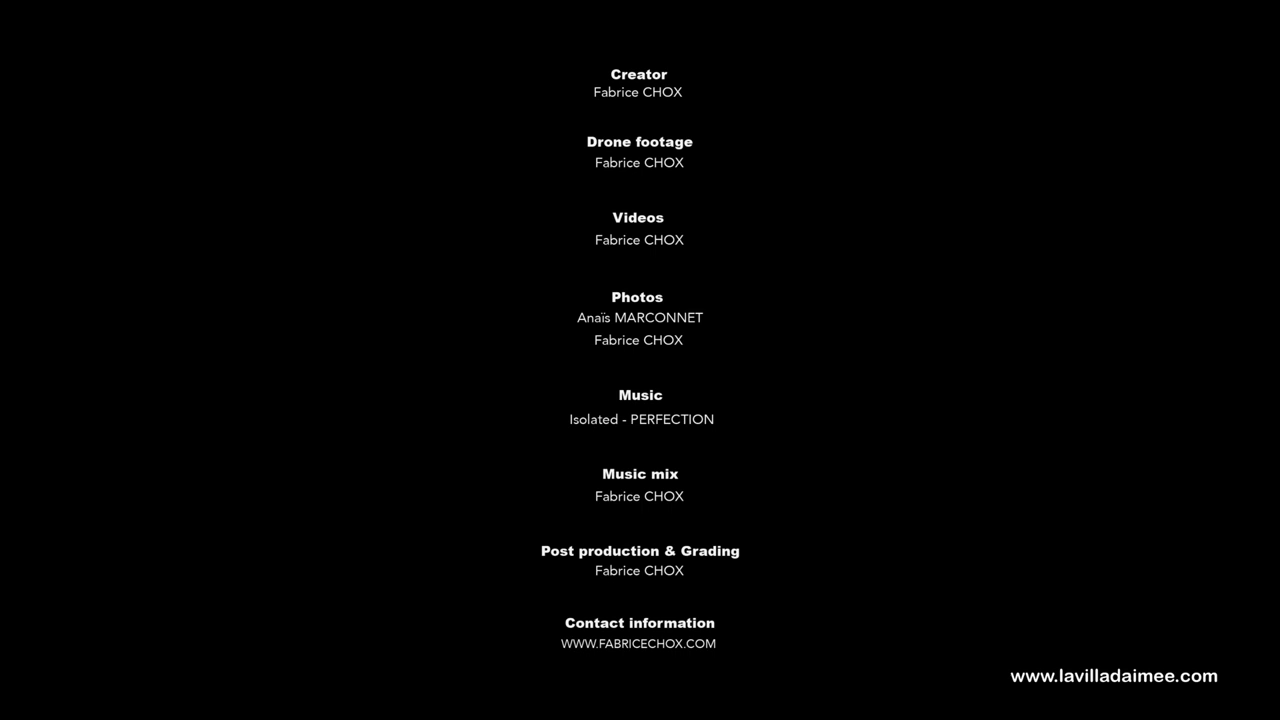 Creator
Fabrice CHOX
Drone footage
Fabrice CHOX
Videos
Fabrice CHOX
Photos
Anaïs MARCONNET
Fabrice CHOX
Music
Isolated - PERFECTION
Music mix
Fabrice CHOX
Post production & Grading
Fabrice CHOX
Contact information
WWW.FABRICECHOX.COM
www.lavilladaimee.com